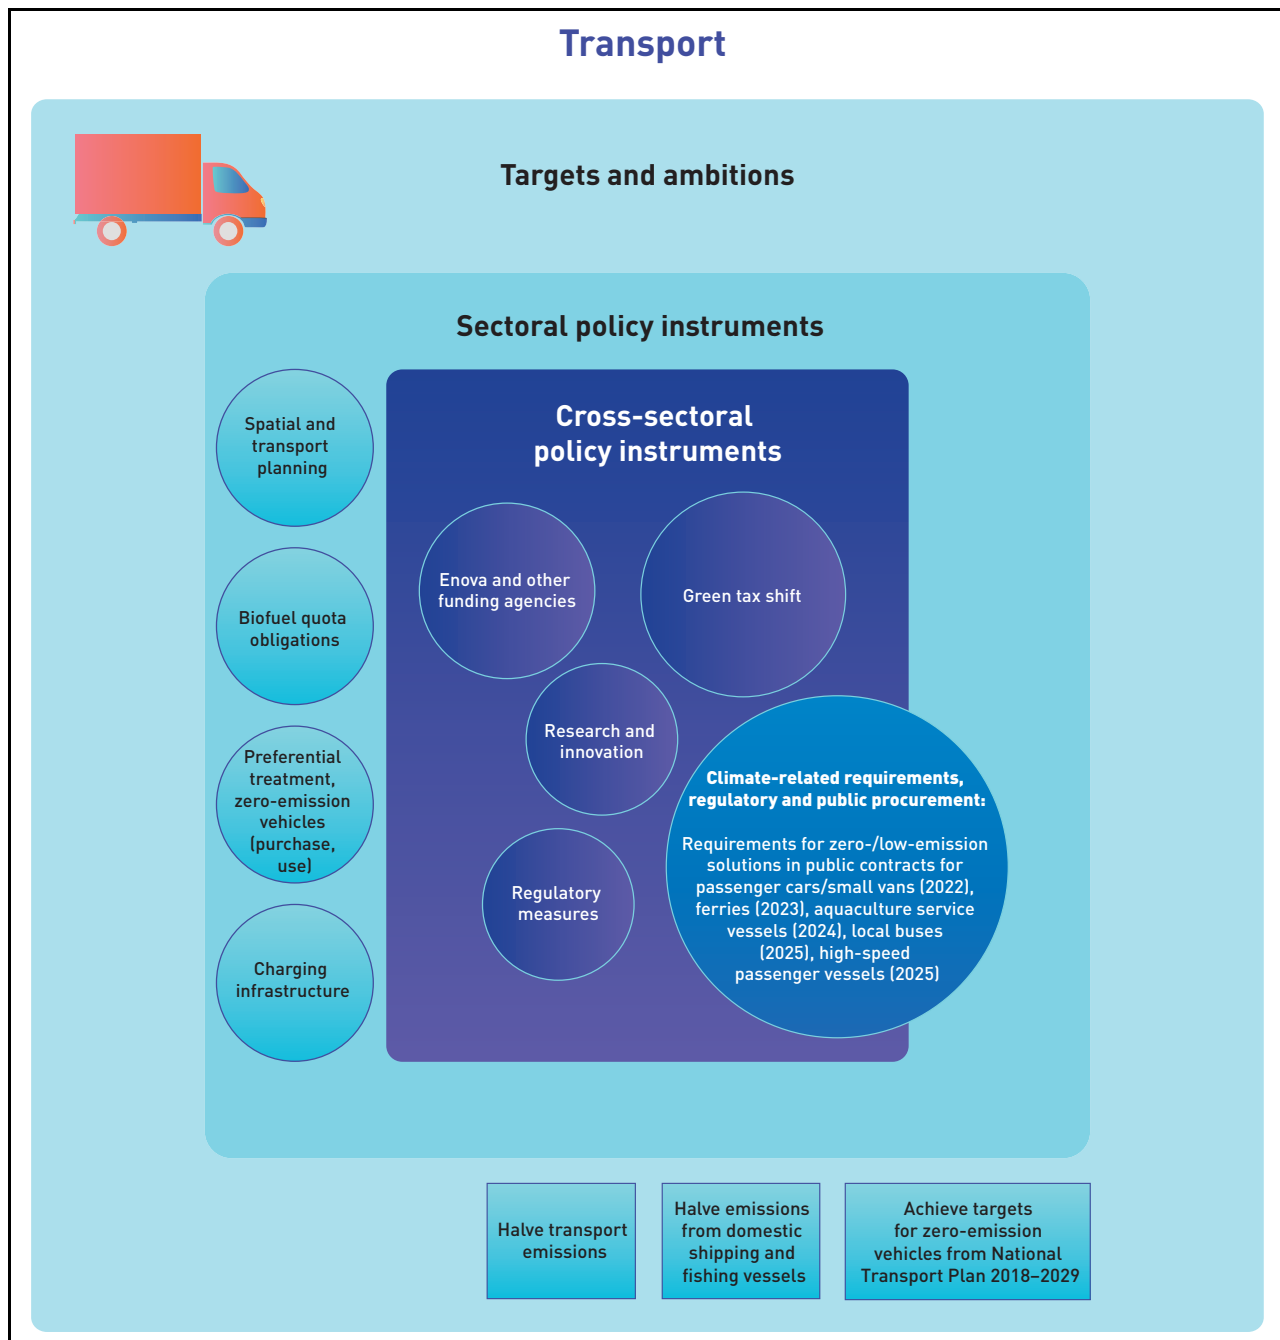 Transport
Targets and ambitions
Sectoral policy instruments
Spatial and
transport
planning
Biofuel quota
obligations
Preferential
treatment,
zero-emission
vehicles
(purchase,
use)
Charging
infrastructure
Cross-sectoral
policy instruments
Enova and other
funding agencies
Green tax shift
Research and
innovation
Regulatory
measures
Climate-related requirements,
regulatory and public procurement:
Requirements for zero-/low-emission
solutions in public contracts for
passenger cars/small vans (2022),
ferries (2023), aquaculture service
vessels (2024), local buses
(2025), high-speed
passenger vessels (2025)
Halve transport
emissions
Halve emissions
from domestic
shipping and
fishing vessels
Achieve targets
for zero-emission
vehicles from National
Transport Plan 2018–2029